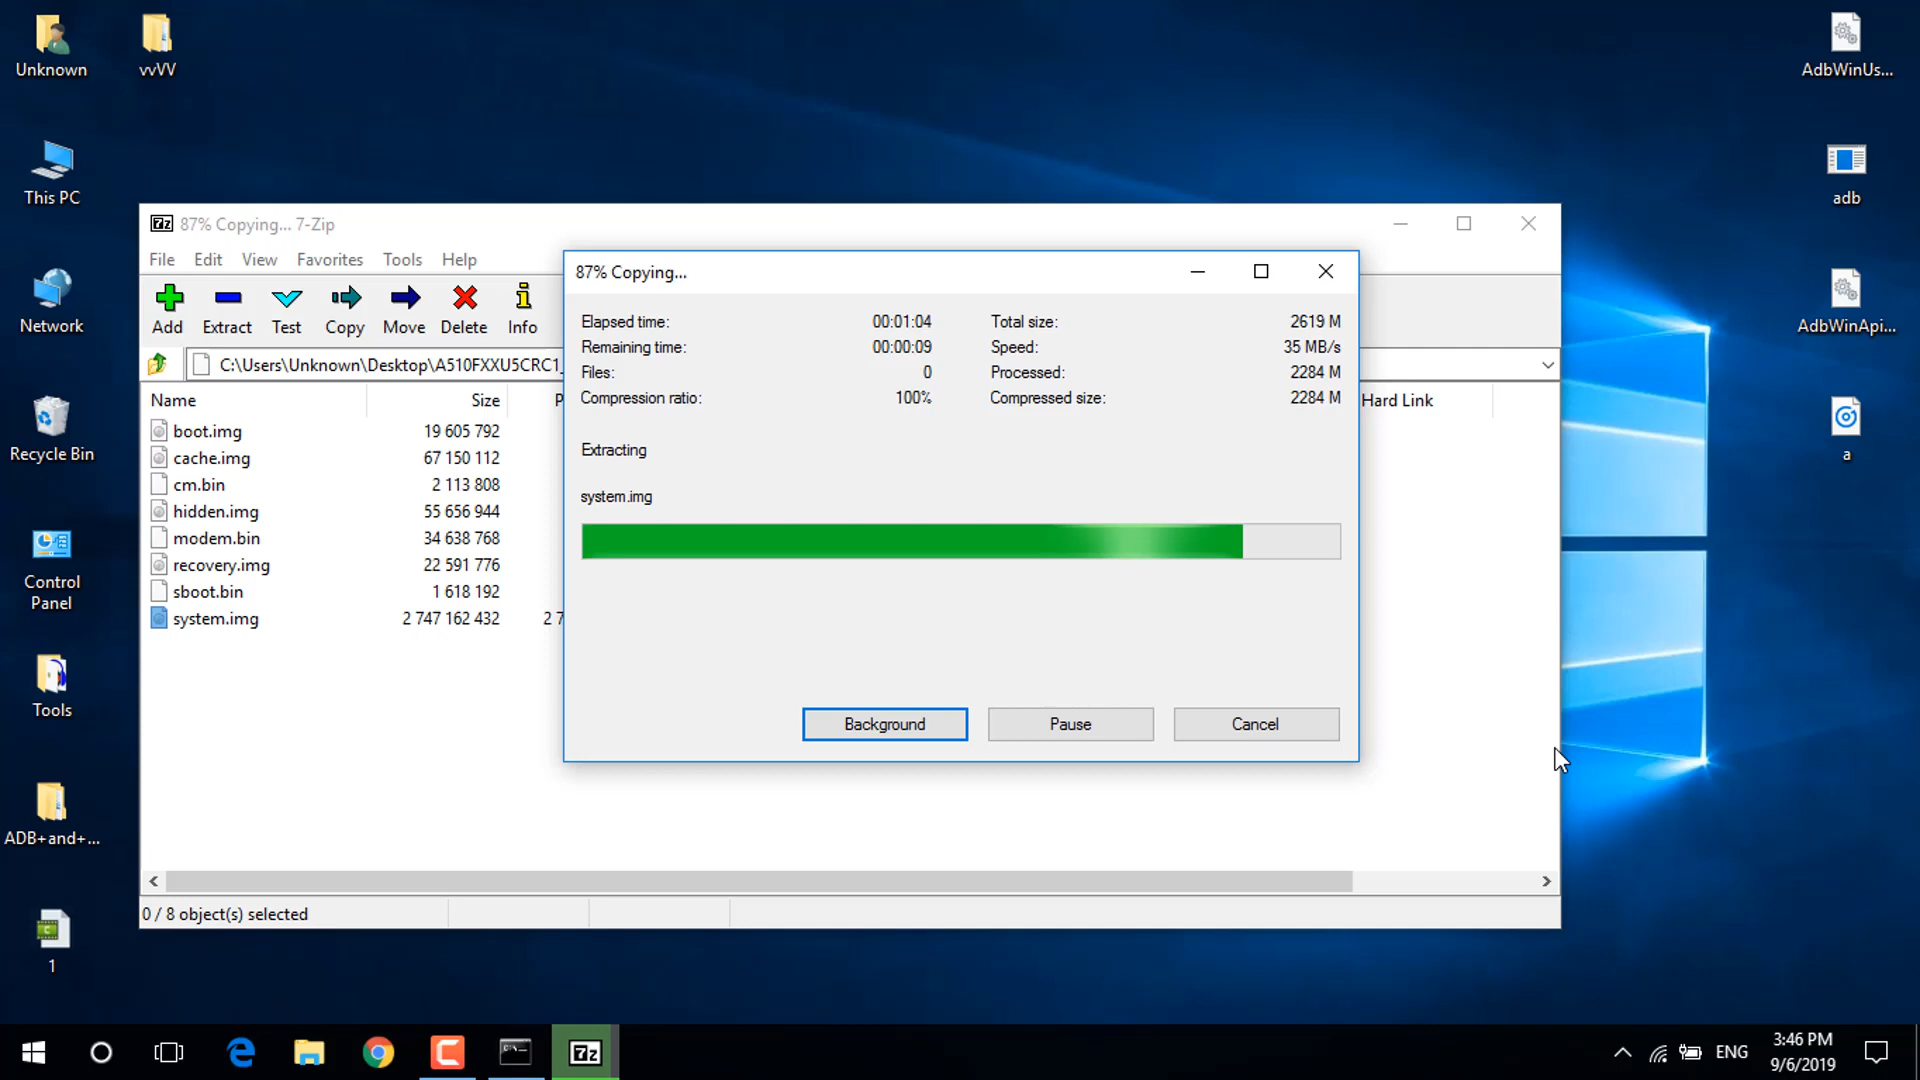 Unknown
vvVV
This PC
Network
Recycle Bin
Control
Panel
Tools
ADB+and+...
1
AdbWinUs...
adb
AdbWinApi...
a
7z 87% Copying... 7-Zip
File Edit View Favorites Tools Help
Add Extract Test Copy Move Delete Info
C:\Users\Unknown\Desktop\A510FXXU5CRC1_
Name Size P Hard Link
boot.img 19 605 792
cache.img 67 150 112
cm.bin 2 113 808
hidden.img 55 656 944
modem.bin 34 638 768
recovery.img 22 591 776
sboot.bin 1 618 192
system.img 2 747 162 432 2 7
0 / 8 object(s) selected
87% Copying...
Elapsed time: 00:01:04 Total size: 2619 M
Remaining time: 00:00:09 Speed: 35 MB/s
Files: 0 Processed: 2284 M
Compression ratio: 100% Compressed size: 2284 M
Extracting
system.img
Background Pause Cancel
7z
ENG
3:46 PM
9/6/2019